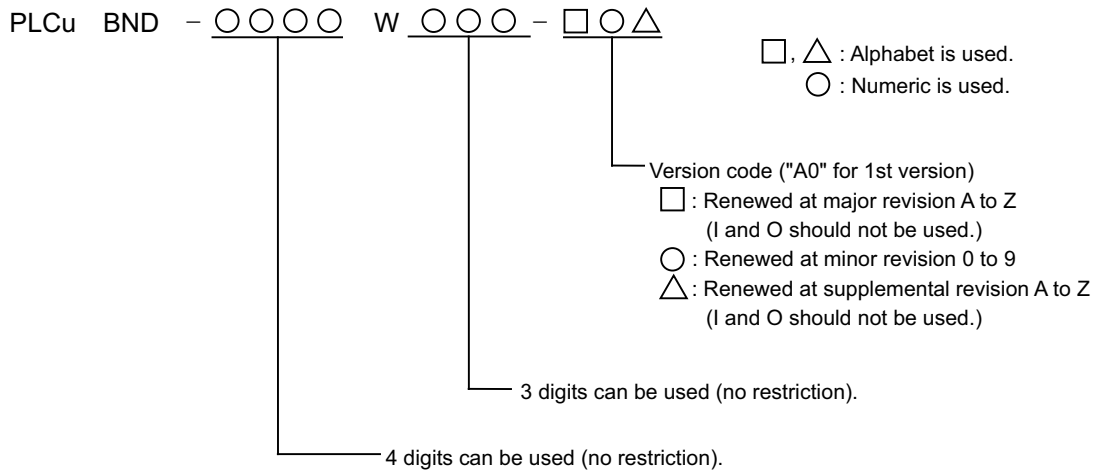 PLCu BND － ○○○○ W ○○○－□○△
□, △ : Alphabet is used.
○ : Numeric is used.
Version code ("A0" for 1st version)
□ : Renewed at major revision A to Z
(I and O should not be used.)
○ : Renewed at minor revision 0 to 9
△ : Renewed at supplemental revision A to Z
(I and O should not be used.)
3 digits can be used (no restriction).
4 digits can be used (no restriction).